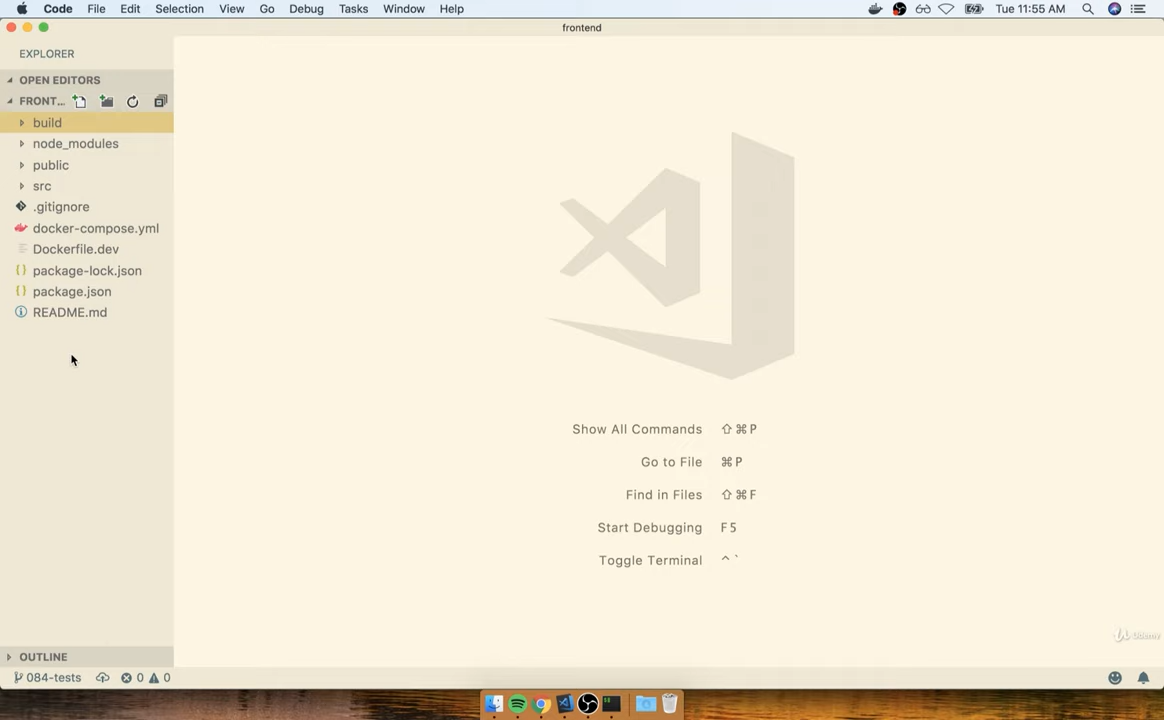 Code File Edit Selection View Go Debug Tasks Window Help Tue 11:55 AM
frontend
EXPLORER
OPEN EDITORS
FRONT...
build
node_modules
public
src
.gitignore
docker-compose.yml
Dockerfile.dev
package-lock.json
package.json
README.md
Show All Commands ⇧⌘P
Go to File ⌘P
Find in Files ⇧⌘F
Start Debugging F5
Toggle Terminal ^`
Udemy
OUTLINE
084-tests 0 0